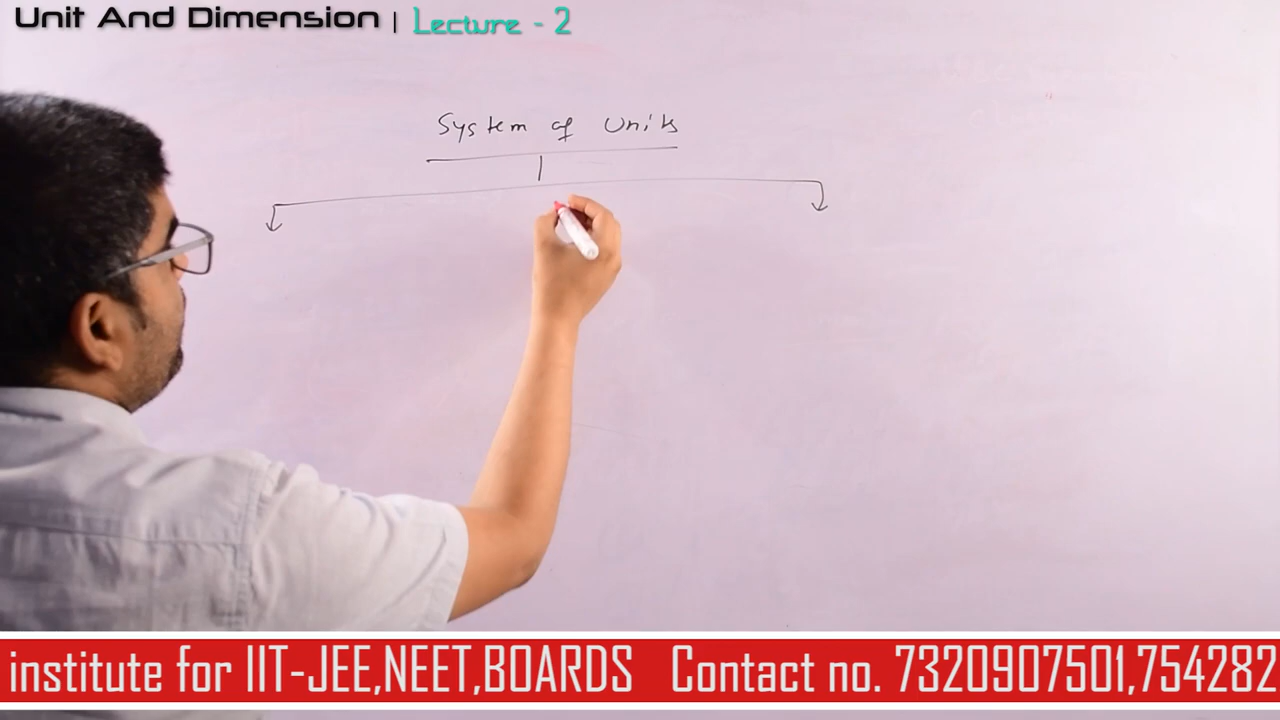 Unit And Dimension | Lecture - 2
System of Units
institute for IIT-JEE,NEET,BOARDS Contact no. 7320907501,754282